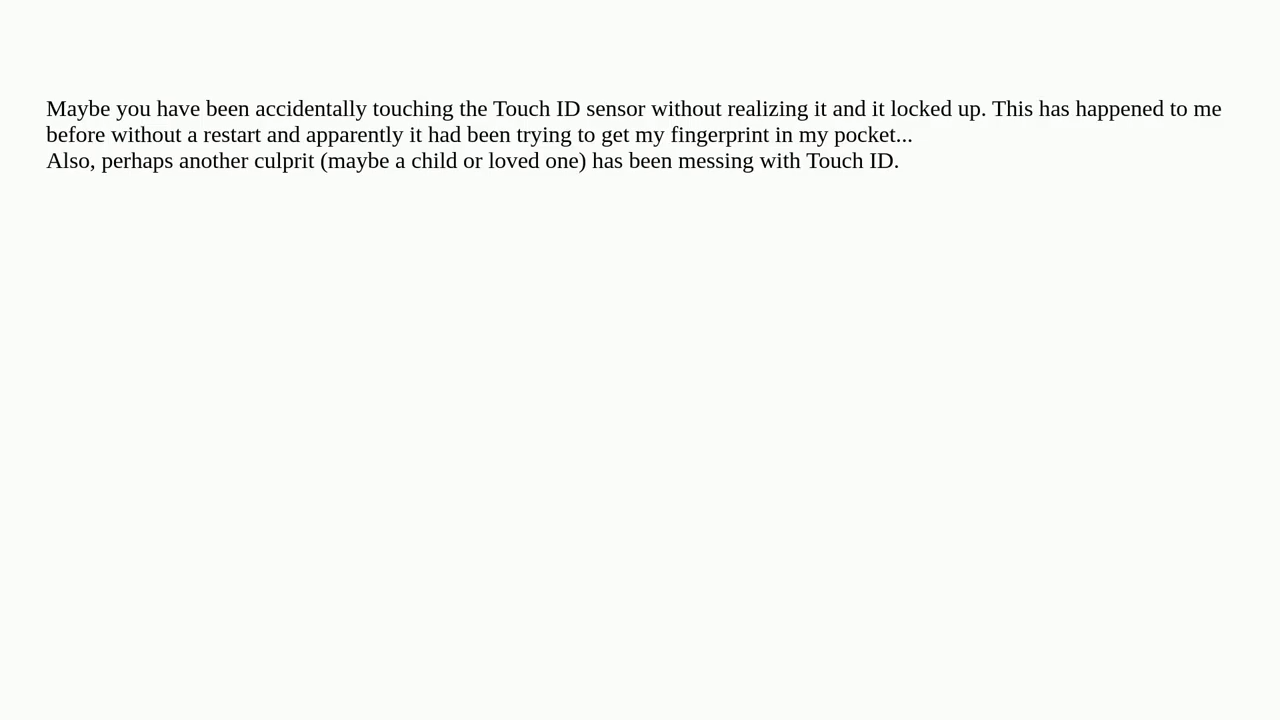 Maybe you have been accidentally touching the Touch ID sensor without realizing it and it locked up. This has happened to me
before without a restart and apparently it had been trying to get my fingerprint in my pocket...
Also, perhaps another culprit (maybe a child or loved one) has been messing with Touch ID.